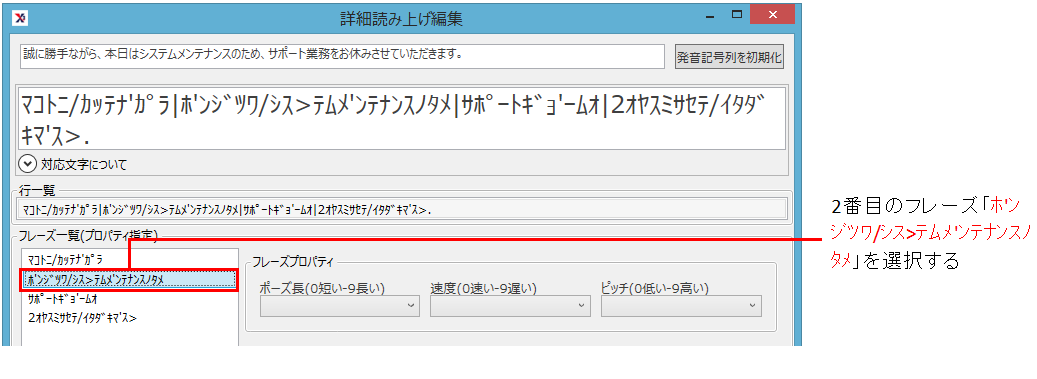 詳細読み上げ編集
誠に勝手ながら、本日はシステムメンテナンスのため、サポート業務をお休みさせていただきます。
発音記号列を初期化
ﾏｺﾄﾆ/ｶｯﾃﾅ'ｶﾟﾗ|ﾎ'ﾝｼﾞﾂﾜ/ｼｽ>ﾃﾑﾒ'ﾝﾃﾅﾝｽﾉﾀﾒ|ｻﾎﾟｰﾄｷﾞｮ'ｰﾑｵ|2ｵﾔｽﾐｻｾﾃ/ｲﾀﾀﾞ
ｷﾏ'ｽ>.
対応文字について
行一覧
ﾏｺﾄﾆ/ｶｯﾃﾅ'ｶﾟﾗ|ﾎ'ﾝｼﾞﾂﾜ/ｼｽ>ﾃﾑﾒ'ﾝﾃﾅﾝｽﾉﾀﾒ|ｻﾎﾟｰﾄｷﾞｮ'ｰﾑｵ|2ｵﾔｽﾐｻｾﾃ/ｲﾀﾀﾞｷﾏ'ｽ>.
フレーズ一覧(プロパティ指定)
ﾏｺﾄﾆ/ｶｯﾃﾅ'ｶﾟﾗ
ﾎ'ﾝｼﾞﾂﾜ/ｼｽ>ﾃﾑﾒ'ﾝﾃﾅﾝｽﾉﾀﾒ
ｻﾎﾟｰﾄｷﾞｮ'ｰﾑｵ
2ｵﾔｽﾐｻｾﾃ/ｲﾀﾀﾞｷﾏ'ｽ>
フレーズプロパティ
ポーズ長(0短い-9長い)
速度(0速い-9遅い)
ピッチ(0低い-9高い)
2番目のフレーズ「ﾎ'ﾝ
ｼﾞﾂﾜ/ｼｽ>ﾃﾑﾒ'ﾝﾃﾅﾝｽﾉ
ﾀﾒ」を選択する